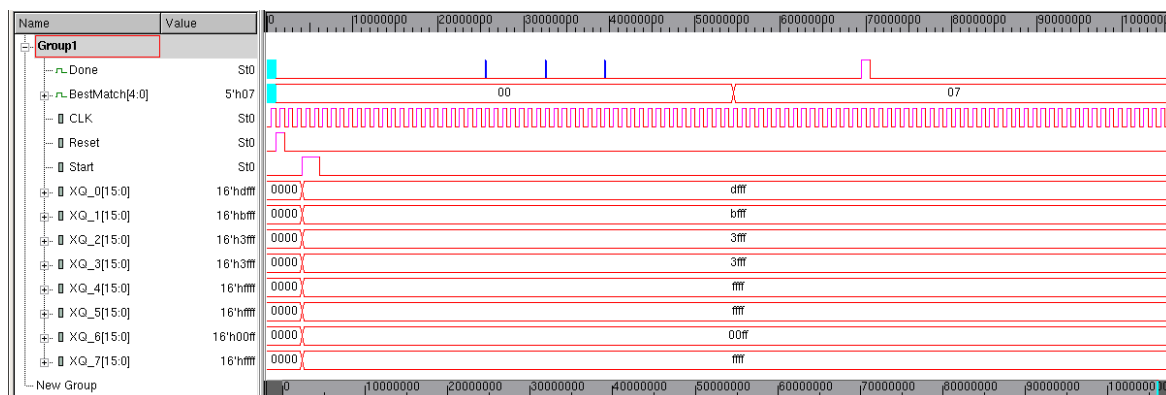 Name Value 0 10000000 20000000 30000000 40000000 50000000 60000000 70000000 80000000 90000000 1000000
Group1
Done St0
BestMatch[4:0] 5'h07 00 07
CLK St0
Reset St0
Start St0
XQ_0[15:0] 16'hdfff 0000 dfff
XQ_1[15:0] 16'hbfff 0000 bfff
XQ_2[15:0] 16'h3fff 0000 3fff
XQ_3[15:0] 16'h3fff 0000 3fff
XQ_4[15:0] 16'hffff 0000 ffff
XQ_5[15:0] 16'hffff 0000 ffff
XQ_6[15:0] 16'h00ff 0000 00ff
XQ_7[15:0] 16'hffff 0000 ffff
New Group 0 10000000 20000000 30000000 40000000 50000000 60000000 70000000 80000000 90000000